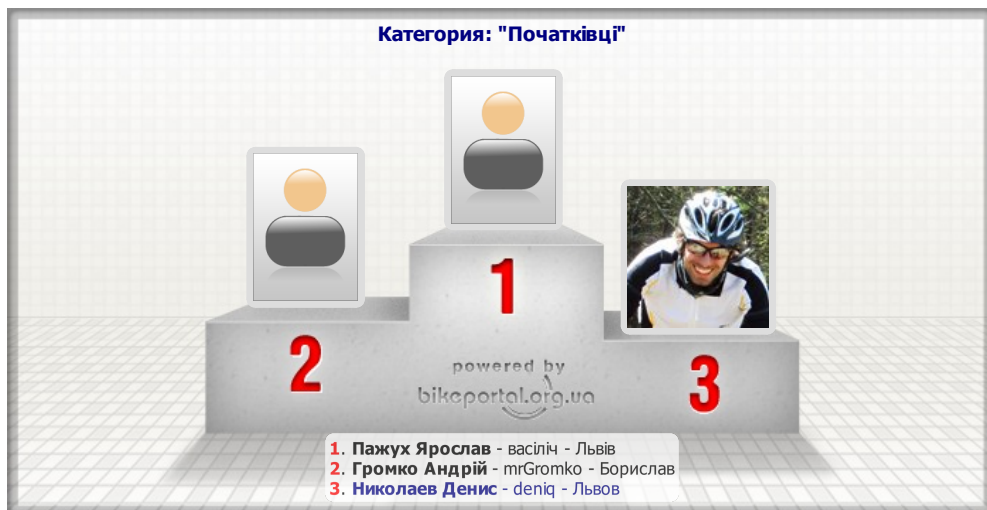 Категория: "Початківці"
1
2
3
powered by
bikeportal.org.ua
1. Пажух Ярослав - васіліч - Львів
2. Громко Андрій - mrGromko - Борислав
3. Николаев Денис - deniq - Львов